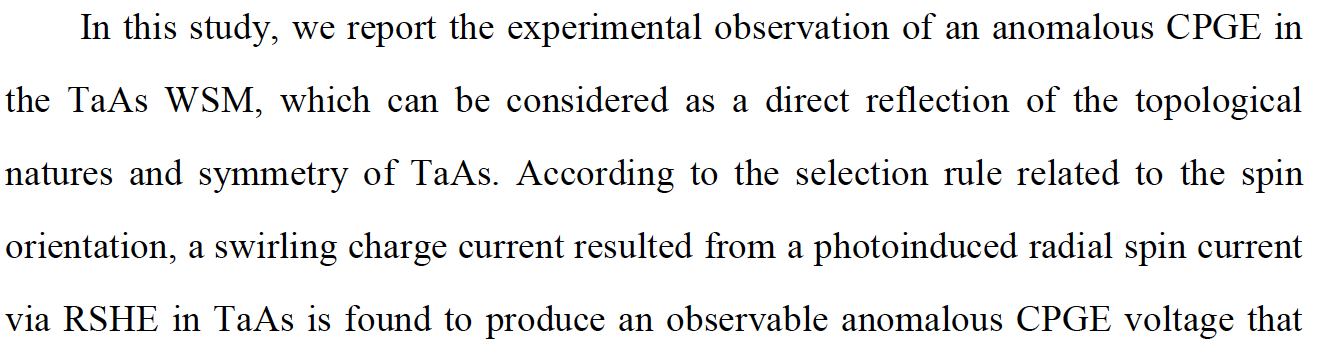 In this study, we report the experimental observation of an anomalous CPGE in
the TaAs WSM, which can be considered as a direct reflection of the topological
natures and symmetry of TaAs. According to the selection rule related to the spin
orientation, a swirling charge current resulted from a photoinduced radial spin current
via RSHE in TaAs is found to produce an observable anomalous CPGE voltage that